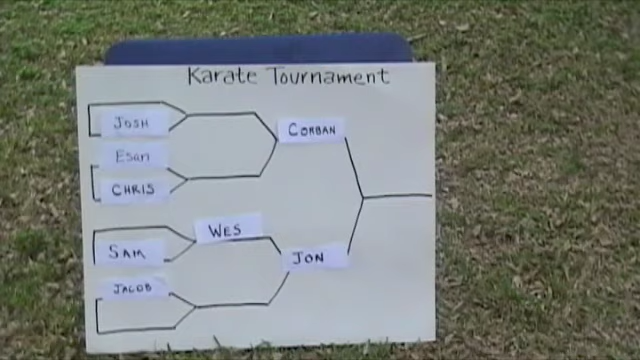 Karate Tournament
JOSH
CORBAN
Esan
CHRIS
WES
SAM
JON
JACOB